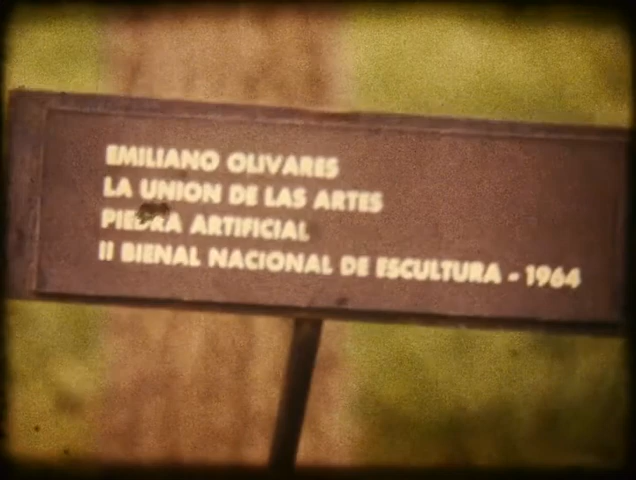 EMILIANO OLIVARES
LA UNION DE LAS ARTES
PIEDRA ARTIFICIAL
II BIENAL NACIONAL DE ESCULTURA - 1964